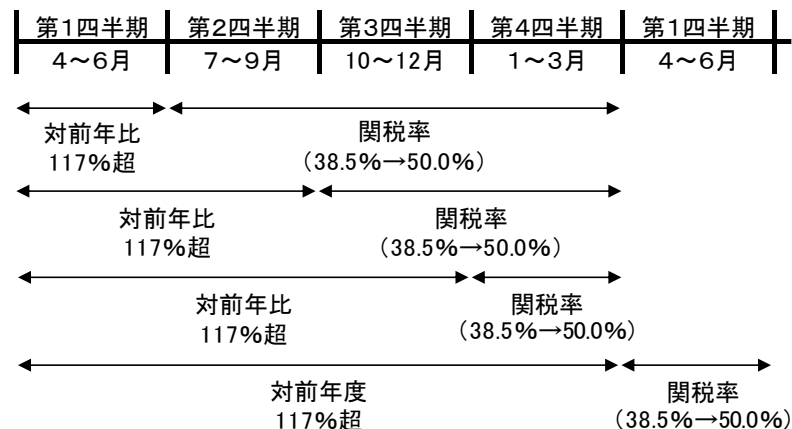 第1四半期 第2四半期 第3四半期 第4四半期 第1四半期
4～6月 7～9月 10～12月 1～3月 4～6月
対前年比 関税率
117%超 （38.5%→50.0%）
対前年比 関税率
117%超 （38.5%→50.0%）
対前年比 関税率
117%超 （38.5%→50.0%）
対前年度 関税率
117%超 （38.5%→50.0%）